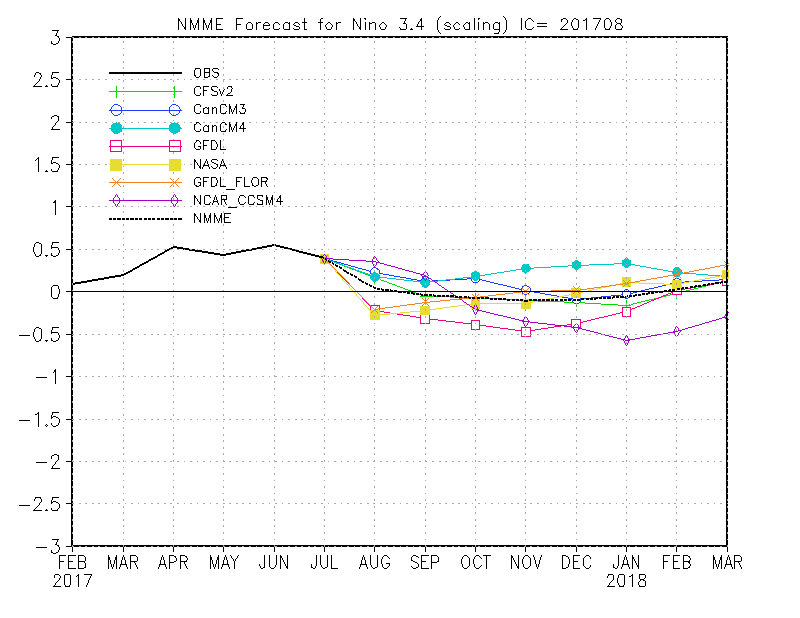 NMME Forecast for Nino 3.4 (scaling) IC= 201708
3
2.5
2
1.5
1
0.5
0
−0.5
−1
−1.5
−2
−2.5
−3
OBS
CFSv2
CanCM3
CanCM4
GFDL
NASA
GFDL_FLOR
NCAR_CCSM4
NMME
FEB MAR APR MAY JUN JUL AUG SEP OCT NOV DEC JAN FEB MAR
2017 2018